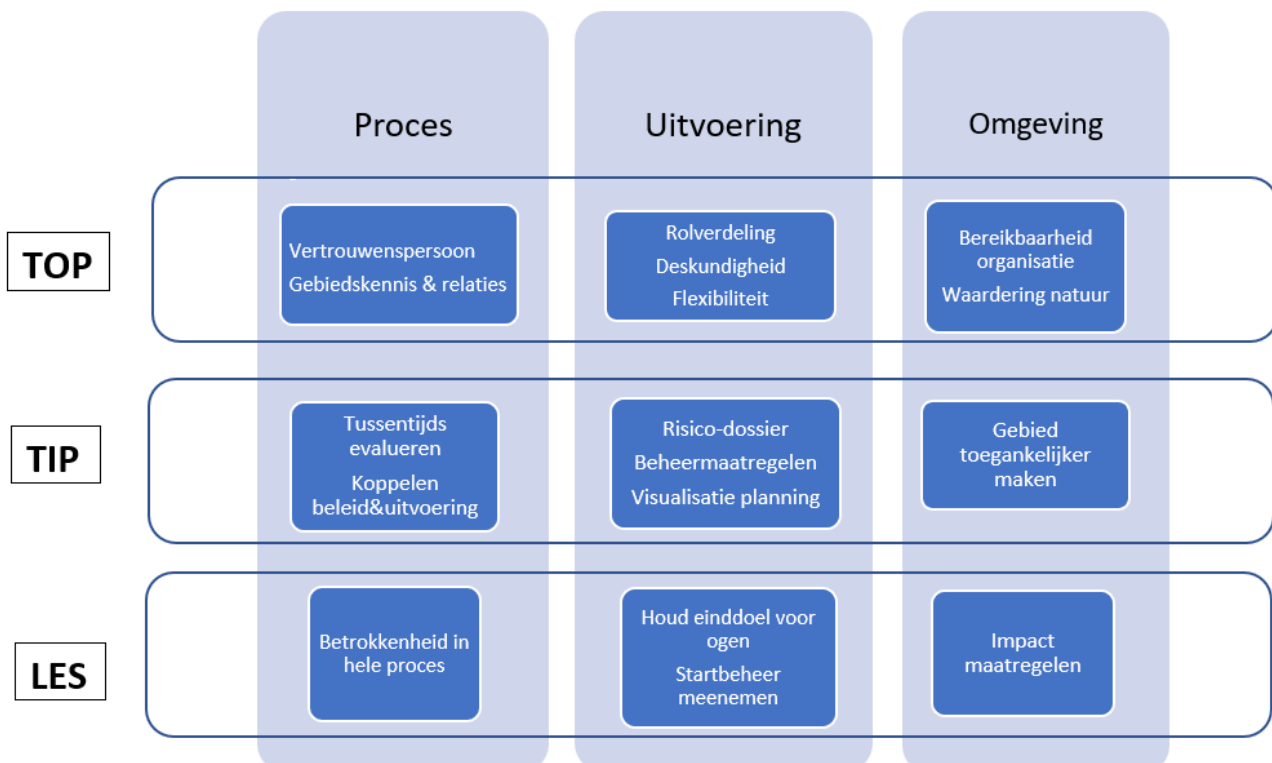 Proces
Uitvoering
Omgeving
TOP
Vertrouwenspersoon
Gebiedskennis & relaties
Rolverdeling
Deskundigheid
Flexibiliteit
Bereikbaarheid
organisatie
Waardering natuur
TIP
Tussentijds
evalueren
Koppelen
beleid&uitvoering
Risico-dossier
Beheermaatregelen
Visualisatie planning
Gebied
toegankelijker
maken
LES
Betrokkenheid in
hele proces
Houd einddoel voor
ogen
Startbeheer
meenemen
Impact
maatregelen